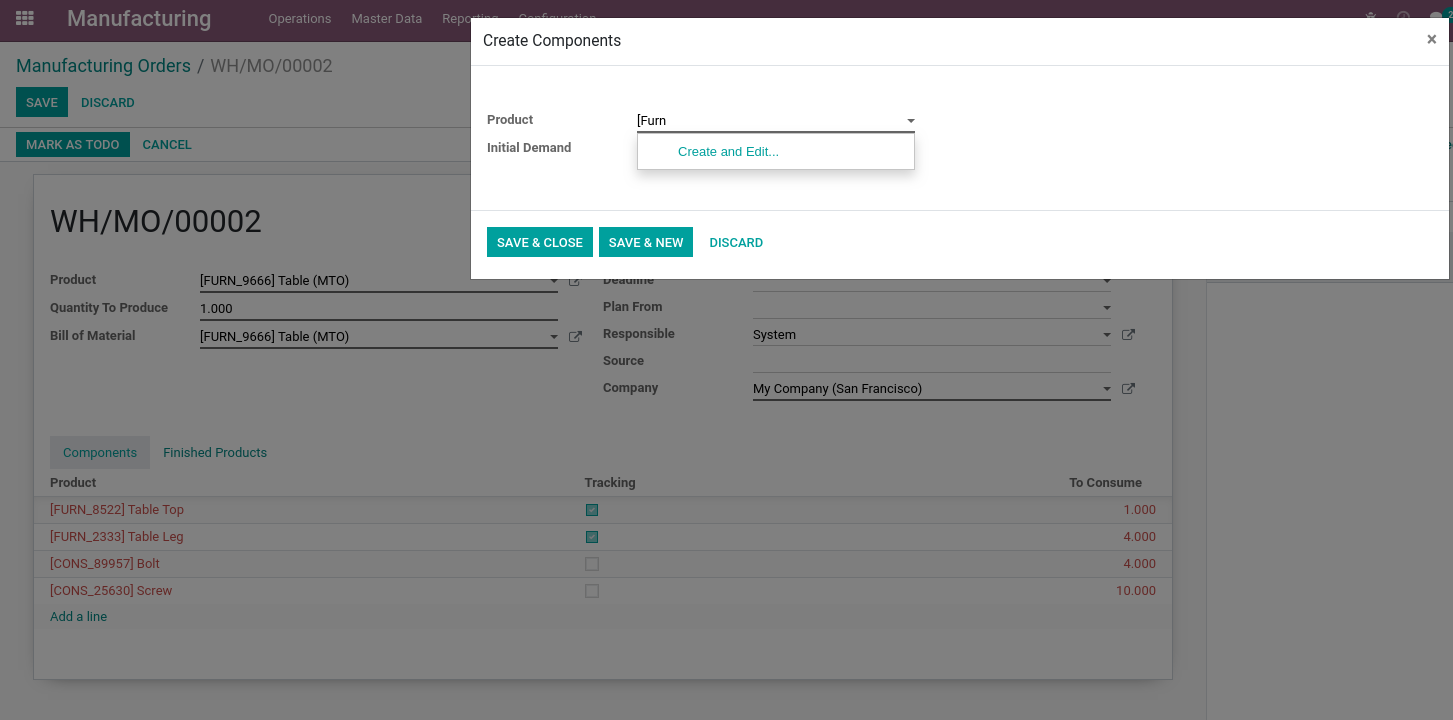 Manufacturing Operations Master Data Reporting Configuration
Create Components ×
Manufacturing Orders / WH/MO/00002
SAVE DISCARD
MARK AS TODO CANCEL
Product [Furn
Initial Demand
Create and Edit...
SAVE & CLOSE SAVE & NEW DISCARD
WH/MO/00002
Product [FURN_9666] Table (MTO)
Quantity To Produce 1.000
Bill of Material [FURN_9666] Table (MTO)
Deadline
Plan From
Responsible System
Source
Company My Company (San Francisco)
Components Finished Products
Product Tracking To Consume
[FURN_8522] Table Top 1.000
[FURN_2333] Table Leg 4.000
[CONS_89957] Bolt 4.000
[CONS_25630] Screw 10.000
Add a line